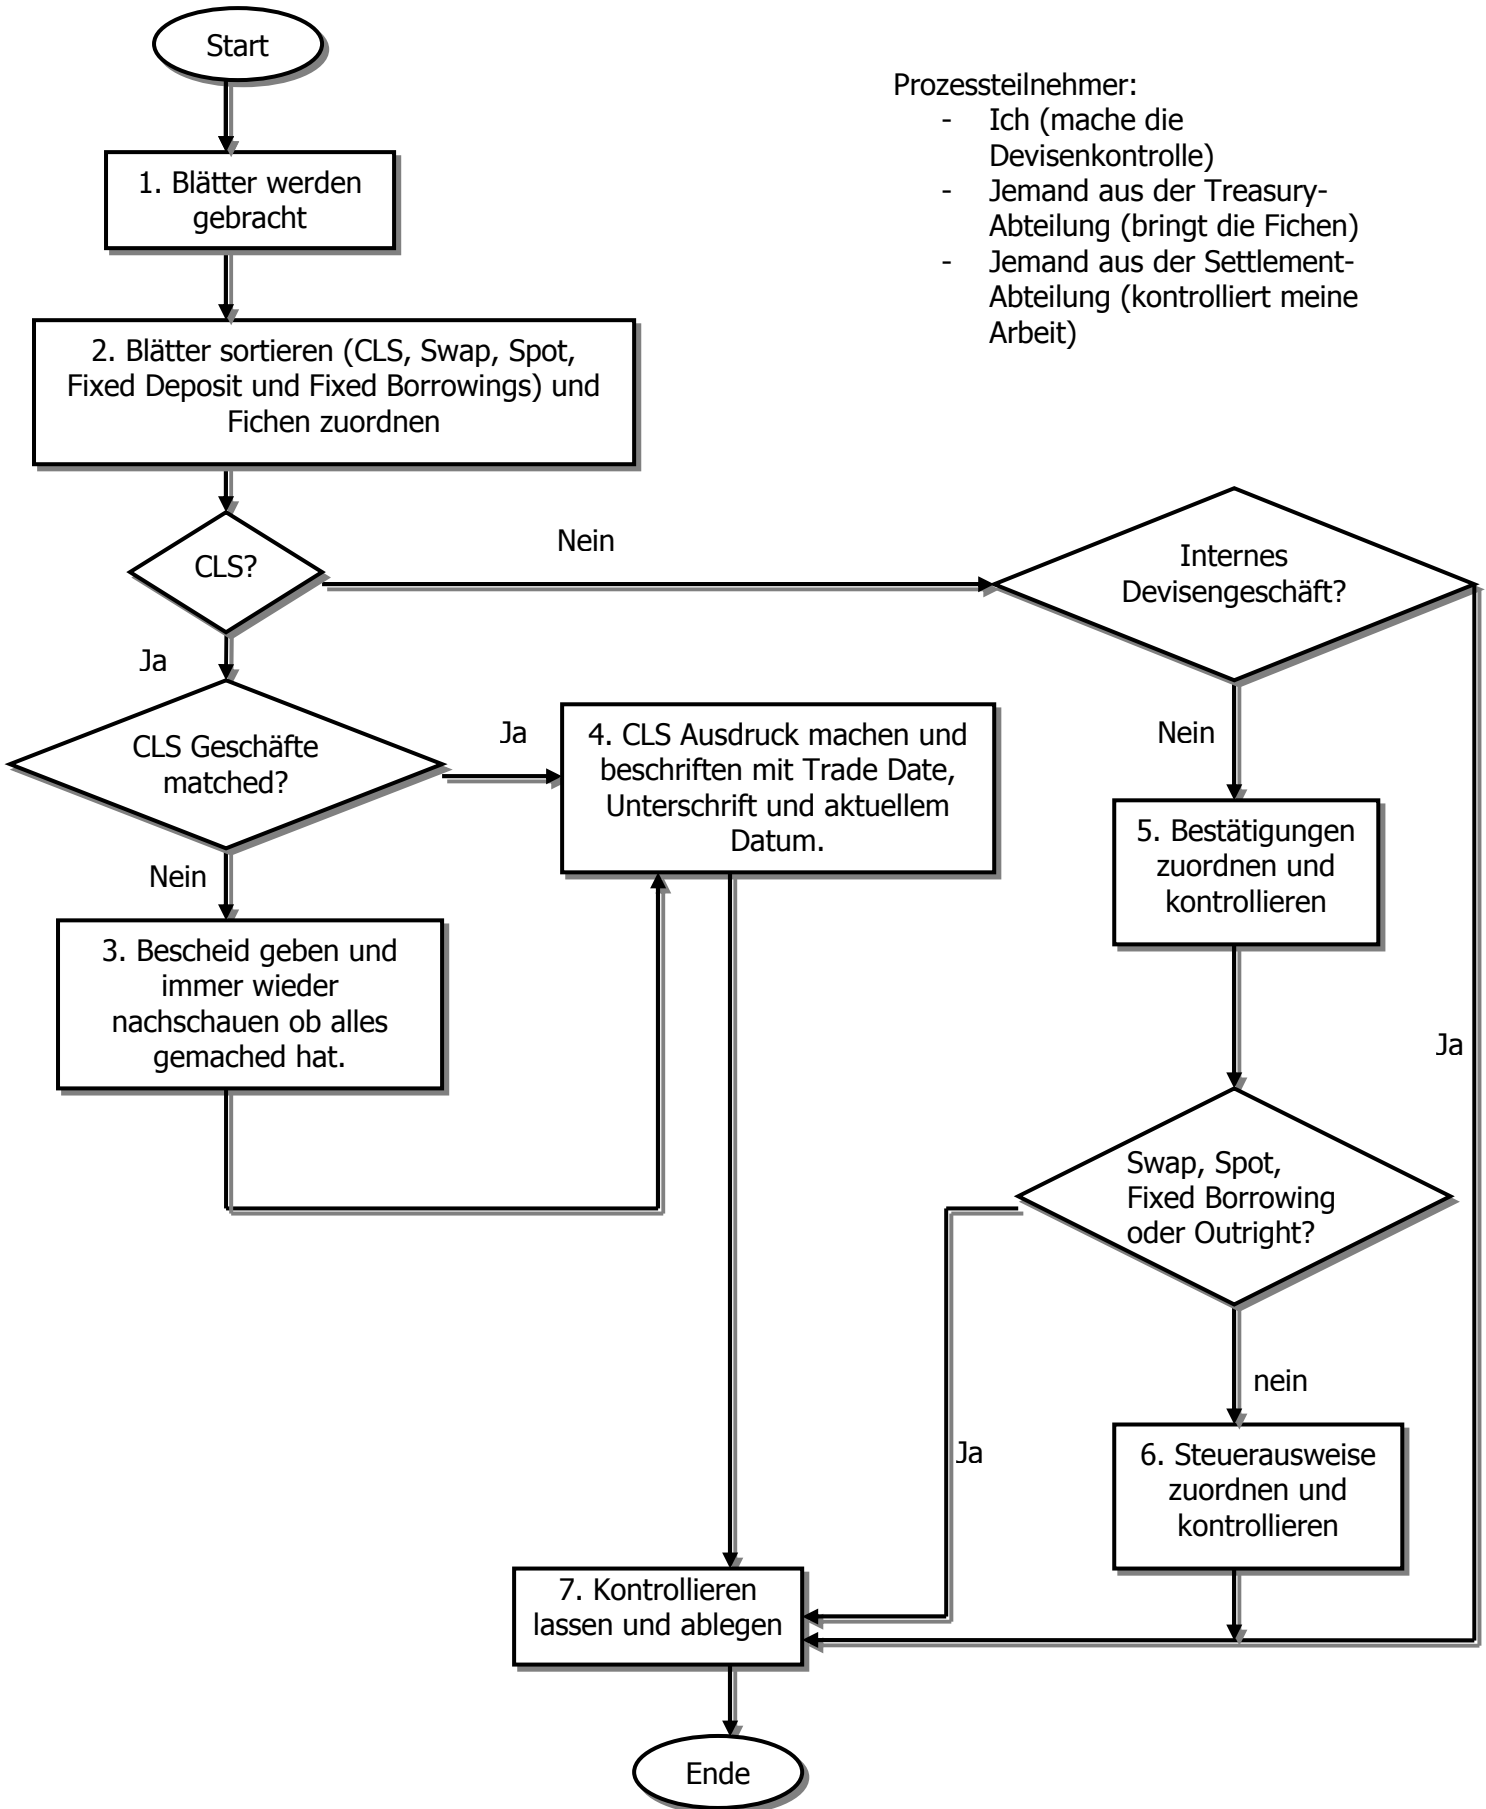 Start
Prozessteilnehmer:
- Ich (mache die
Devisenkontrolle)
- Jemand aus der Treasury-
Abteilung (bringt die Fichen)
- Jemand aus der Settlement-
Abteilung (kontrolliert meine
Arbeit)
1. Blätter werden
gebracht
2. Blätter sortieren (CLS, Swap, Spot,
Fixed Deposit und Fixed Borrowings) und
Fichen zuordnen
CLS?
Nein
Internes
Devisengeschäft?
Ja
CLS Geschäfte
matched?
Ja
4. CLS Ausdruck machen und
beschriften mit Trade Date,
Unterschrift und aktuellem
Datum.
Nein
5. Bestätigungen
zuordnen und
kontrollieren
Nein
3. Bescheid geben und
immer wieder
nachschauen ob alles
gemached hat.
Ja
Swap, Spot,
Fixed Borrowing
oder Outright?
nein
Ja
6. Steuerausweise
zuordnen und
kontrollieren
7. Kontrollieren
lassen und ablegen
Ende